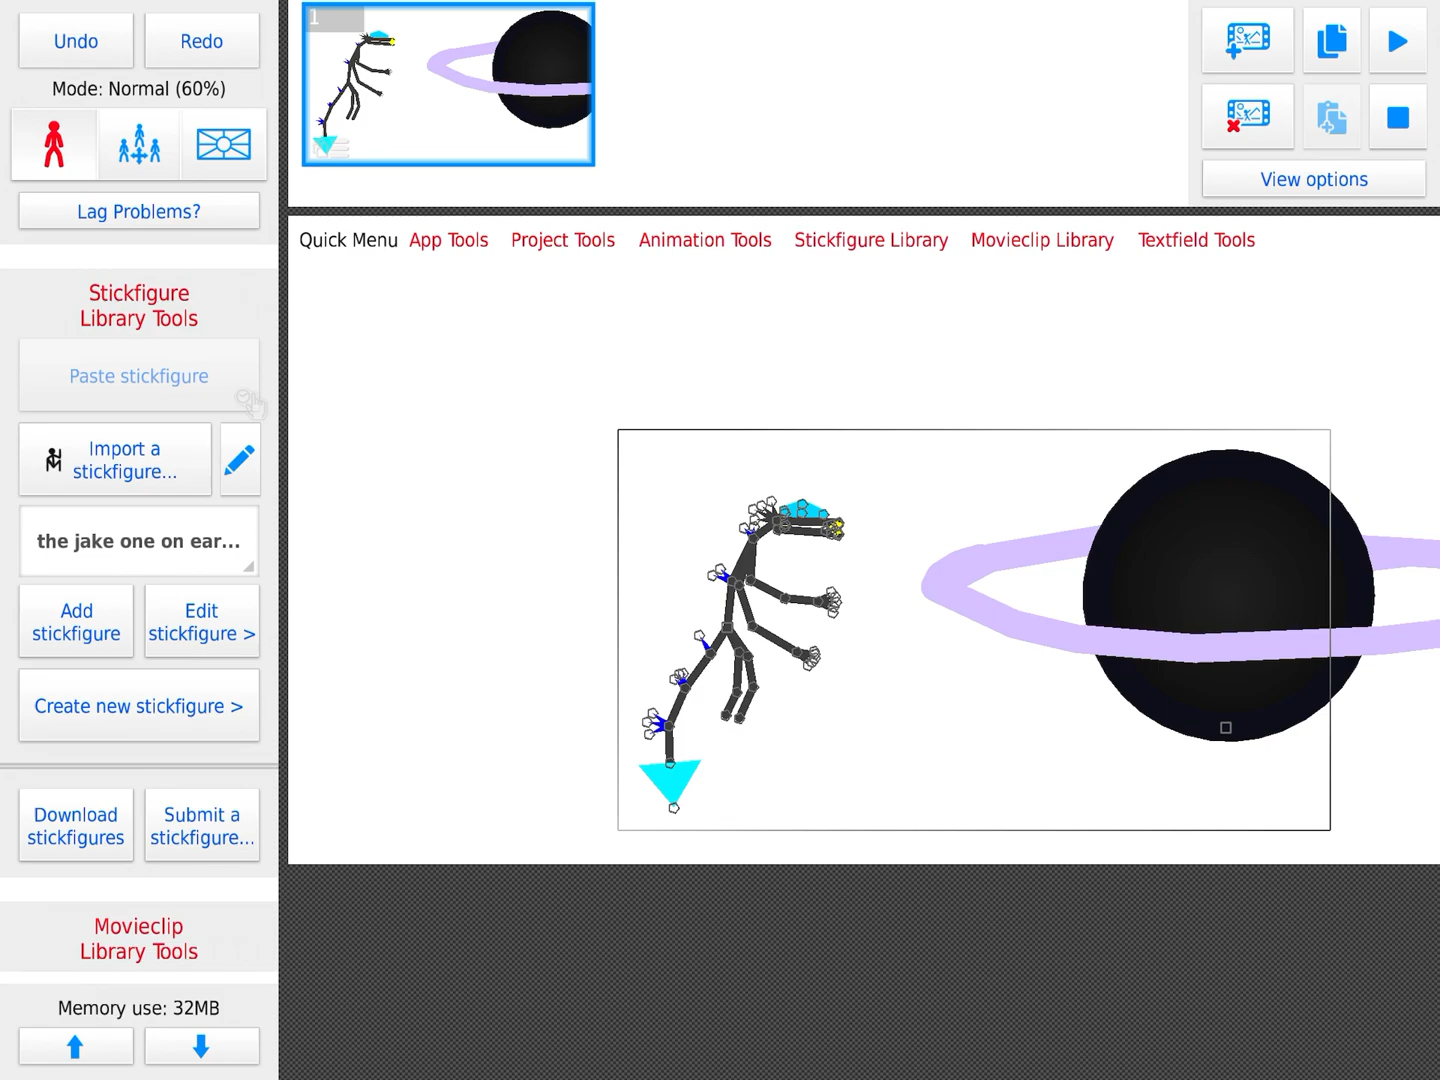 Undo
Redo
Mode: Normal (60%)
Lag Problems?
Stickfigure
Library Tools
Paste stickfigure
Import a
stickfigure...
the jake one on ear...
Add
stickfigure
Edit
stickfigure >
Create new stickfigure >
Download
stickfigures
Submit a
stickfigure...
Movieclip
Library Tools
Memory use: 32MB
1
View options
Quick Menu
App Tools
Project Tools
Animation Tools
Stickfigure Library
Movieclip Library
Textfield Tools